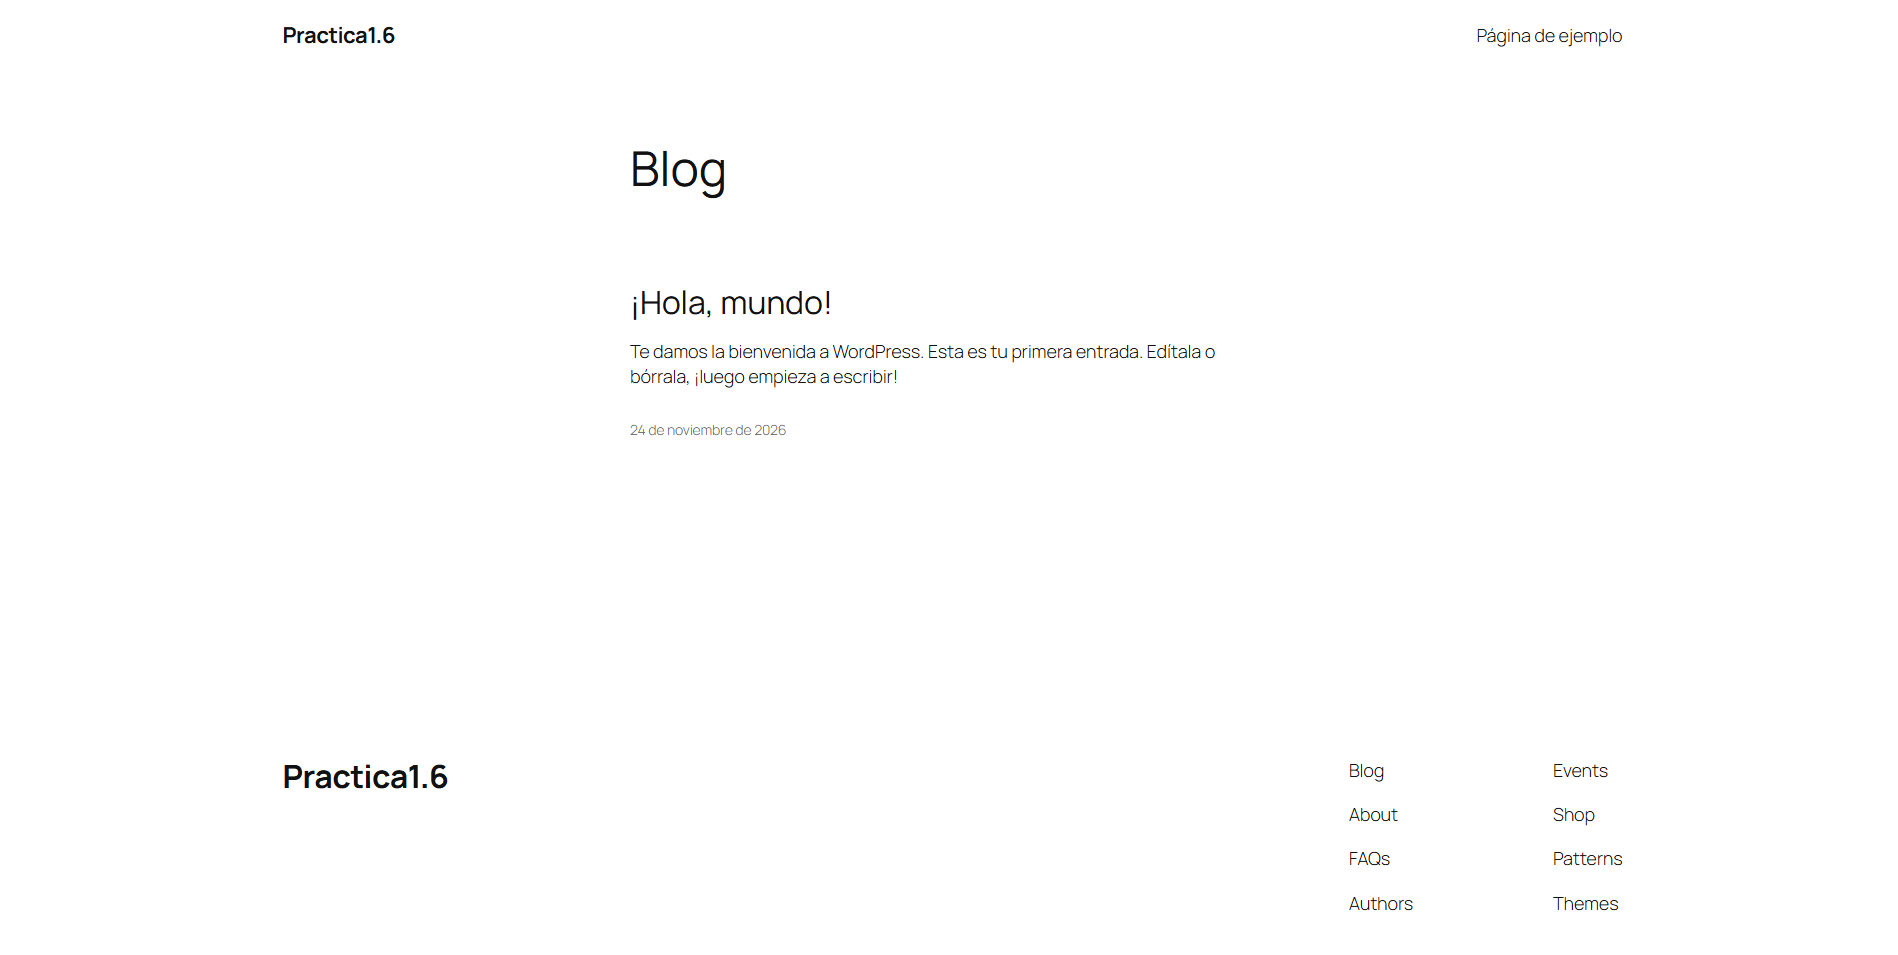 Practica1.6
Página de ejemplo
Blog
¡Hola, mundo!
Te damos la bienvenida a WordPress. Esta es tu primera entrada. Edítala o
bórrala, ¡luego empieza a escribir!
24 de noviembre de 2026
Practica1.6
Blog
About
FAQs
Authors
Events
Shop
Patterns
Themes